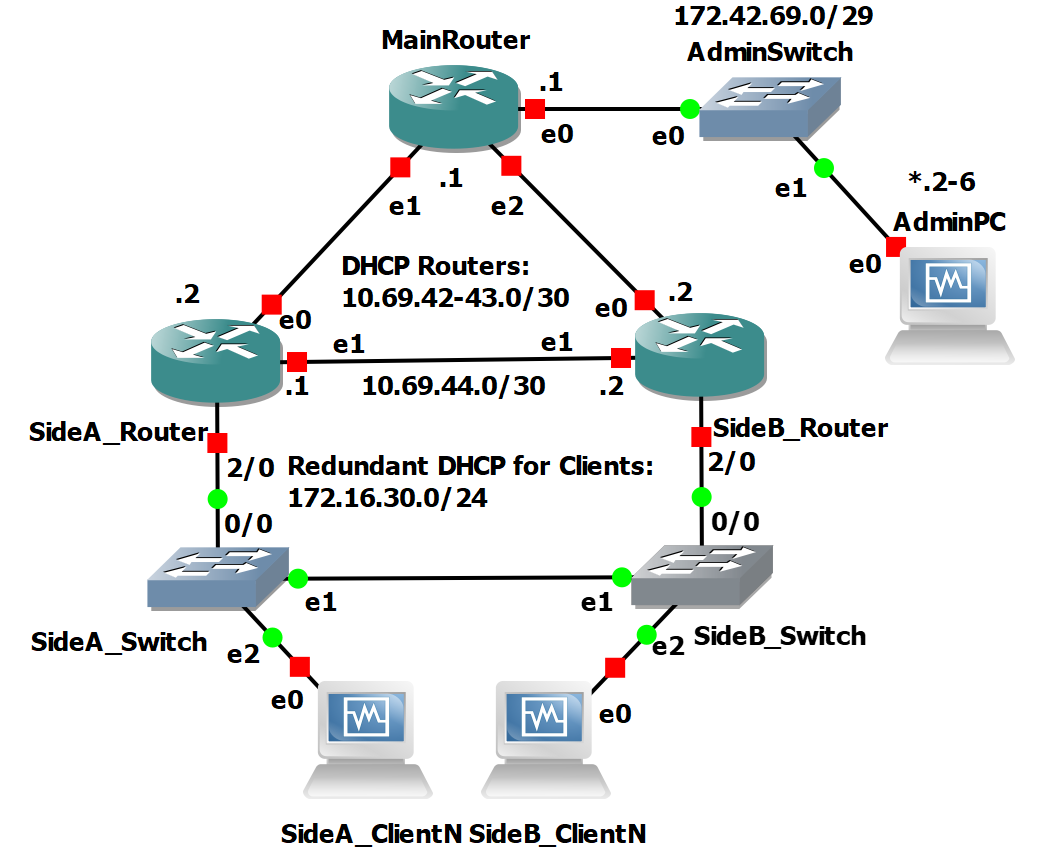 172.42.69.0/29
MainRouter
AdminSwitch
.1
e0
e0
e1
*.2-6
AdminPC
e0
.1
e1
e2
DHCP Routers:
10.69.42-43.0/30
.2
e0
e0
.2
e1
e1
.1
10.69.44.0/30
.2
SideA_Router
SideB_Router
2/0
Redundant DHCP for Clients:
172.16.30.0/24
2/0
0/0
0/0
e1
e1
SideA_Switch
SideB_Switch
e2
e2
e0
e0
SideA_ClientN
SideB_ClientN